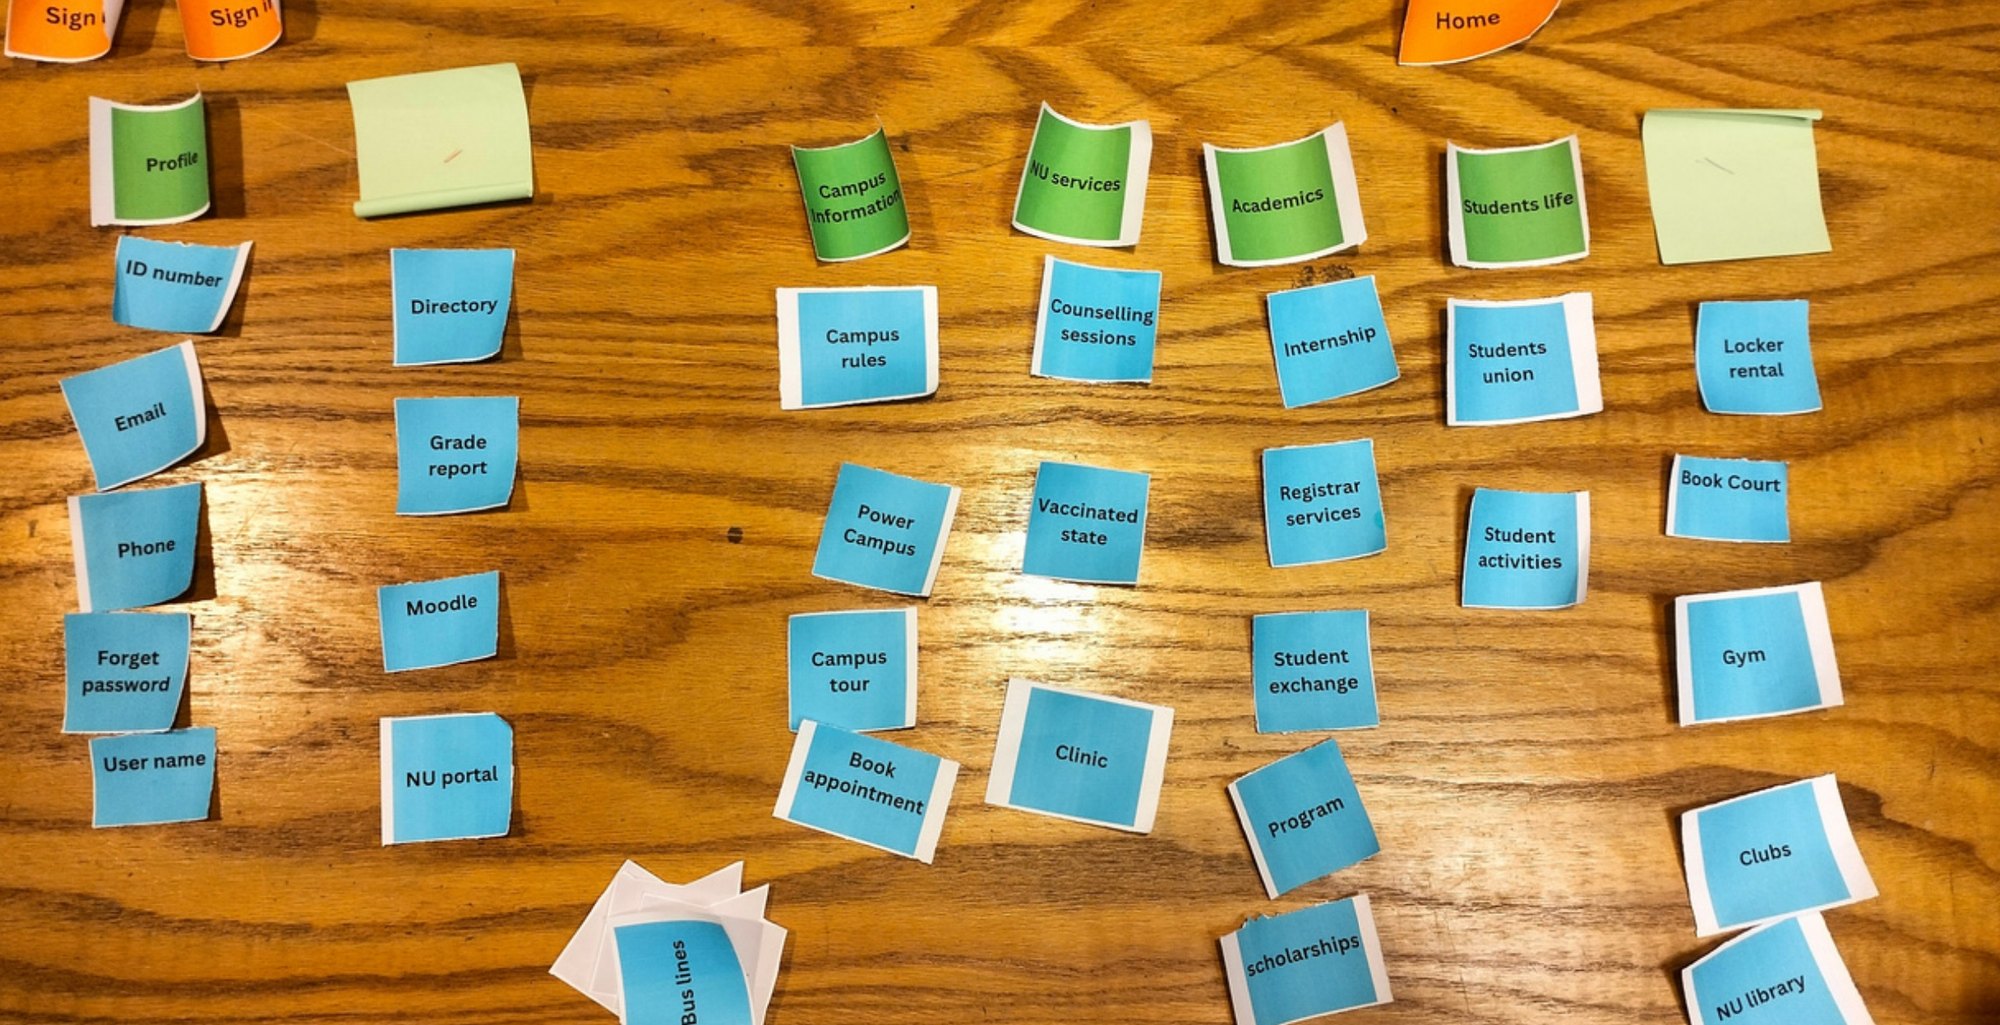 Sign
Sign in
Home
Profile
Campus
Information
NU services
Academics
Students life
ID number
Email
Phone
Forget
password
User name
Directory
Grade
report
Moodle
NU portal
Campus
rules
Power
Campus
Campus
tour
Book
appointment
Counselling
sessions
Vaccinated
state
Clinic
Internship
Registrar
services
Student
exchange
Program
scholarships
Students
union
Student
activities
Locker
rental
Book Court
Gym
Clubs
NU library
Bus lines